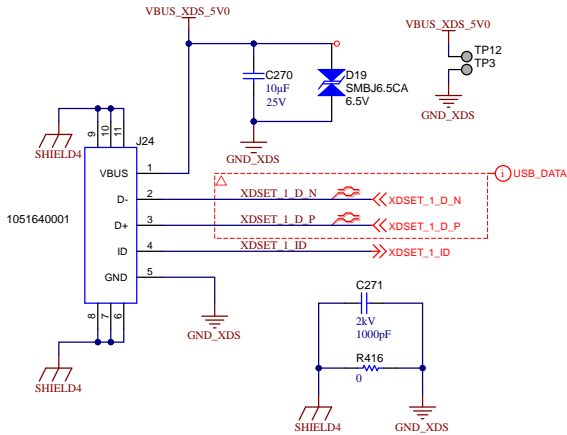 VBUS_XDS_5V0
VBUS_XDS_5V0
TP12
TP3
GND_XDS
C270
10µF
25V
D19
SMBJ6.5CA
6.5V
GND_XDS
9
10
11
SHIELD4
J24
1051640001
VBUS
1
D-
2
D+
3
ID
4
GND
5
8
7
6
SHIELD4
XDSET_1_D_N
XDSET_1_D_P
XDSET_1_ID
i
USB_DATA
XDSET_1_D_N
XDSET_1_D_P
XDSET_1_ID
GND_XDS
C271
2kV
1000pF
R416
0
SHIELD4
GND_XDS